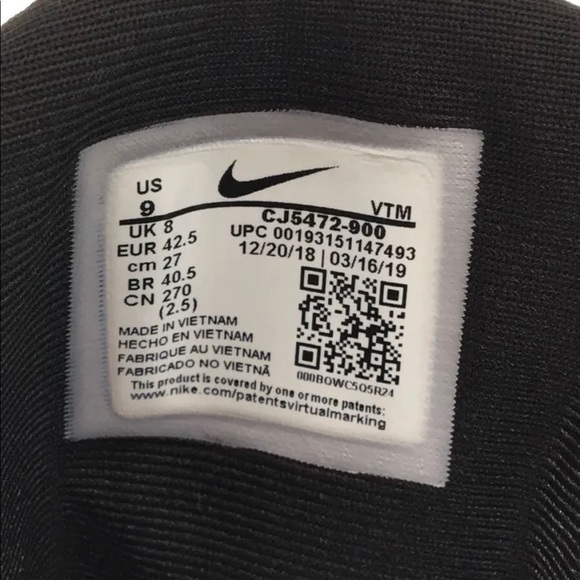 US
9
VTM
CJ5472-900
UK 8
UPC 00193151147493
EUR 42.5
12/20/18 | 03/16/19
cm 27
BR 40.5
CN 270
(2.5)
MADE IN VIETNAM
HECHO EN VIETNAM
FABRIQUE AU VIETNAM
FABRICADO NO VIETNÃ
000BOWC5O5R24
This product is covered by one or more patents:
www.nike.com/patentsvirtualmarking